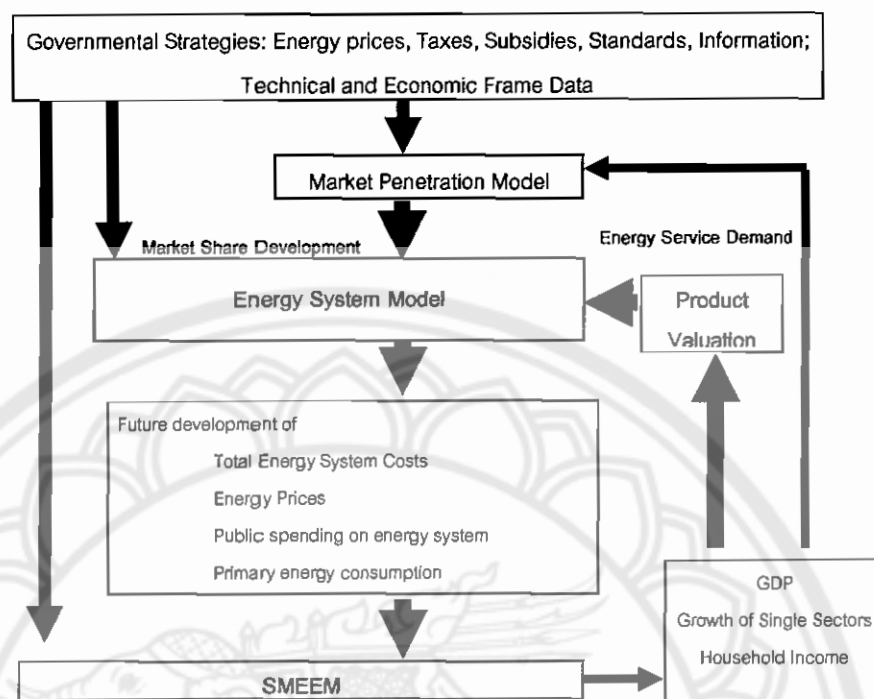 Governmental Strategies: Energy prices, Taxes, Subsidies, Standards, Information;
Technical and Economic Frame Data
Market Penetration Model
Market Share Development
Energy Service Demand
Energy System Model
Product
Valuation
Future development of
Total Energy System Costs
Energy Prices
Public spending on energy system
Primary energy consumption
GDP
Growth of Single Sectors
Household Income
SMEEM